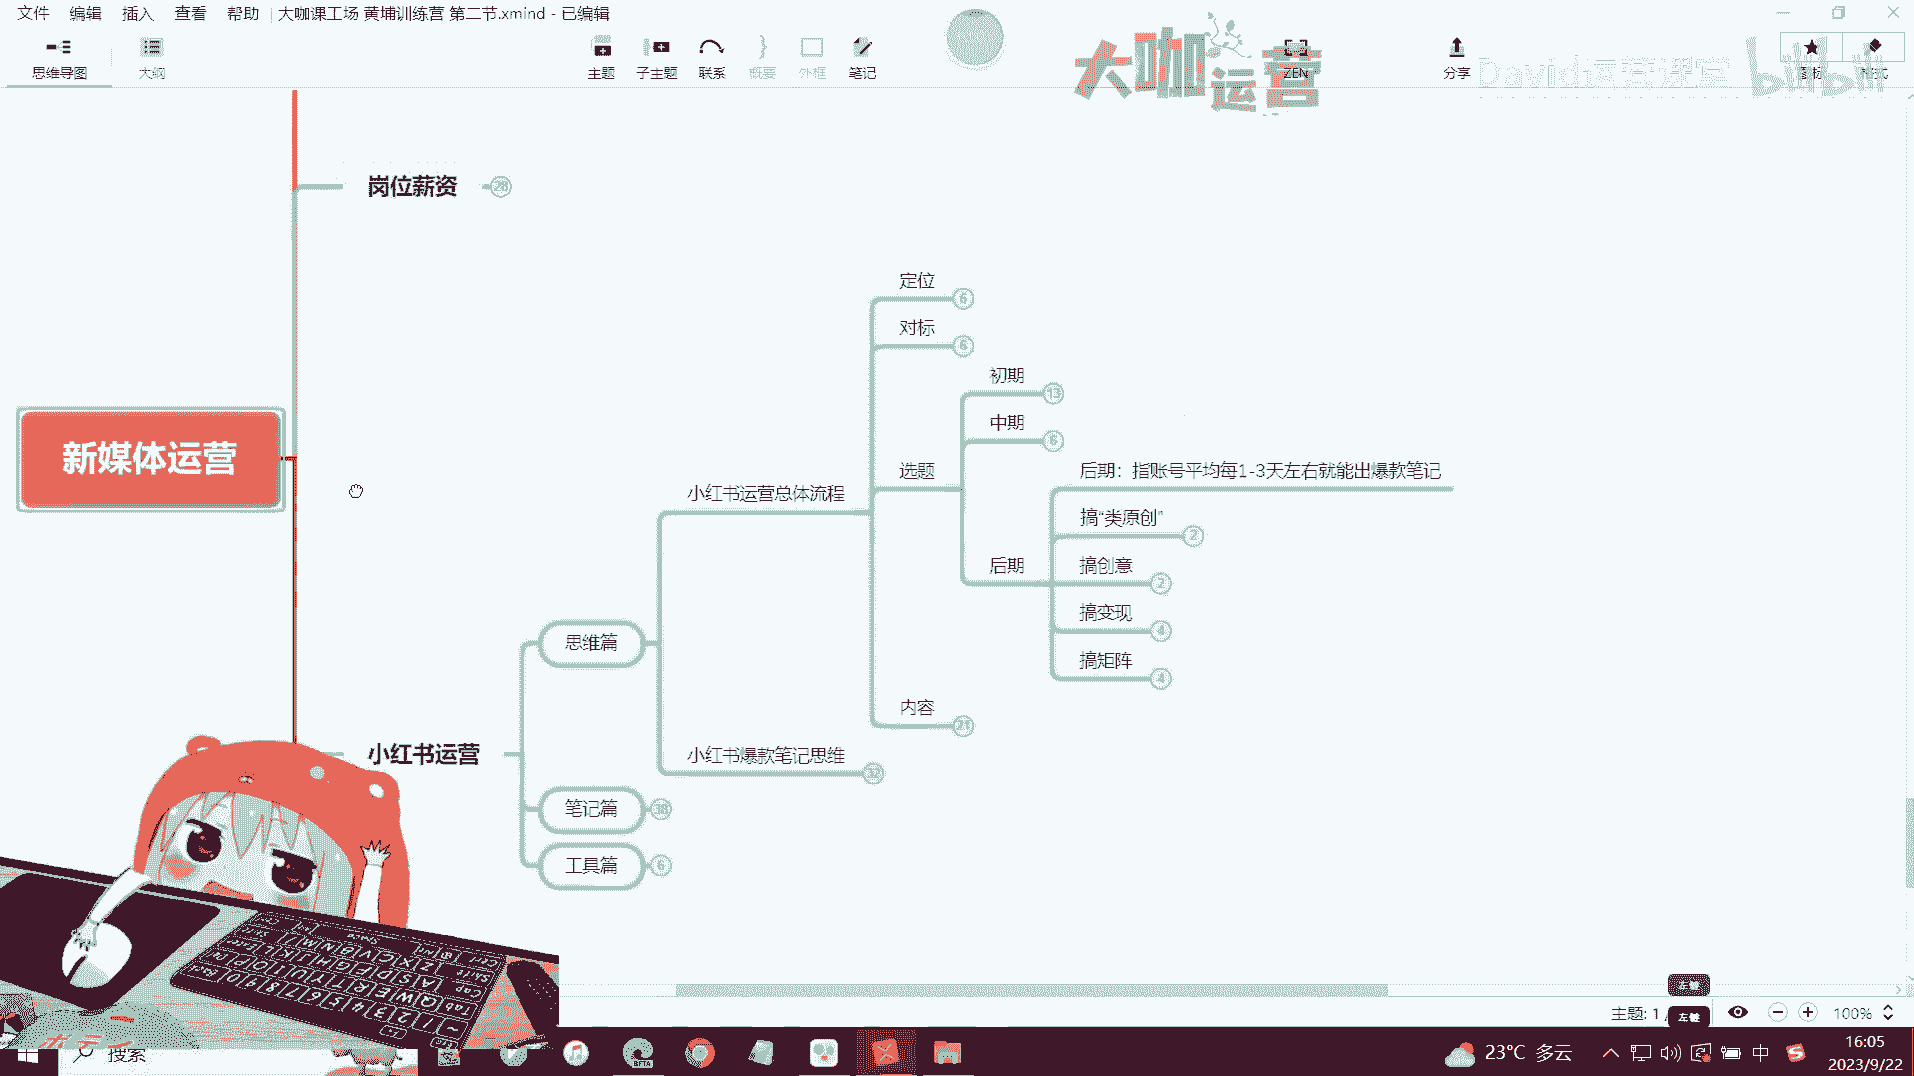 文件 编辑 插入 查看 帮助 大咖课工场 黄埔训练营 第二节.xmind - 已编辑
思维导图 大纲 主题 子主题 联系 概要 外框 笔记 ZEN 分享 图标 格式
大咖运营
David运营课堂 bilibili
岗位薪资 28
新媒体运营
定位 6
对标 6
初期 13
中期 6
选题
后期：指账号平均每1-3天左右就能出爆款笔记
小红书运营总体流程
搞“类原创” 2
后期
搞创意 2
搞变现 4
搞矩阵 4
思维篇
内容 21
小红书运营
小红书爆款笔记思维 32
笔记篇 38
工具篇 6
左键
左键
主题: 1 /
100%
搜索
BETA
23°C 多云
中
16:05
2023/9/22